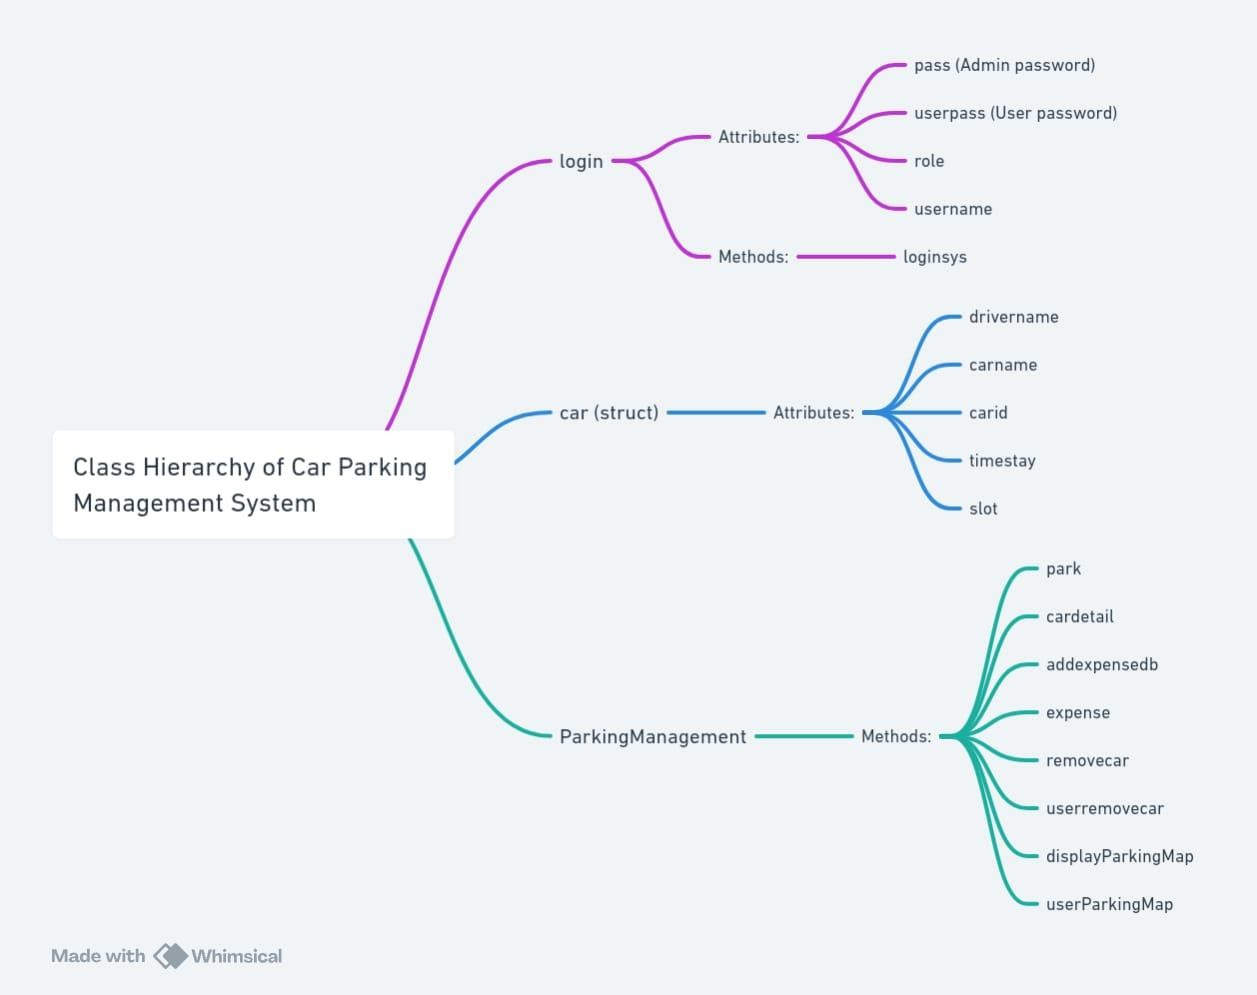 Class Hierarchy of Car Parking
Management System
login
Attributes:
pass (Admin password)
userpass (User password)
role
username
Methods:
loginsys
car (struct)
Attributes:
drivername
carname
carid
timestay
slot
ParkingManagement
Methods:
park
cardetail
addexpensedb
expense
removecar
userremovecar
displayParkingMap
userParkingMap
Made with Whimsical